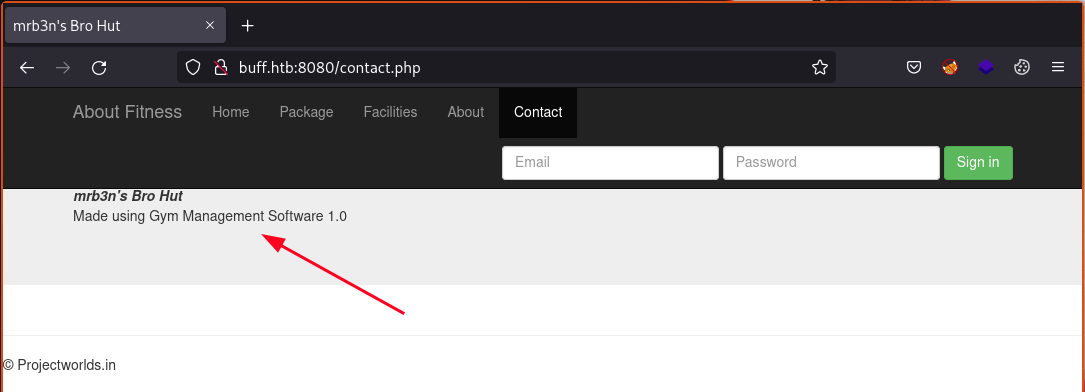 mrb3n's Bro Hut
buff.htb:8080/contact.php
About Fitness Home Package Facilities About Contact
Email Password Sign in
mrb3n's Bro Hut
Made using Gym Management Software 1.0
© Projectworlds.in